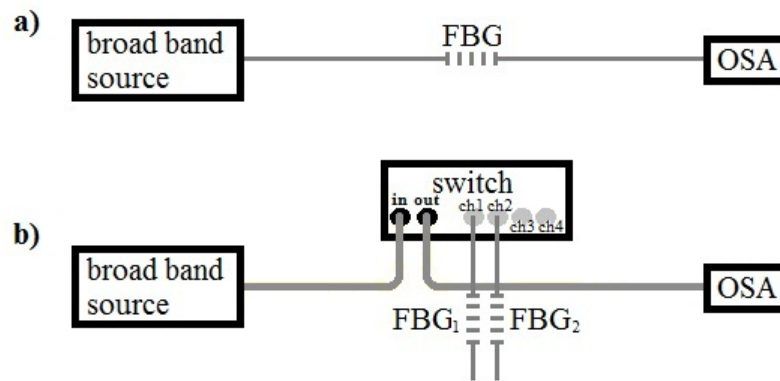 a)
broad band
source
FBG
OSA
b)
switch
in out
ch1 ch2
ch3 ch4
broad band
source
FBG₁ FBG₂
OSA